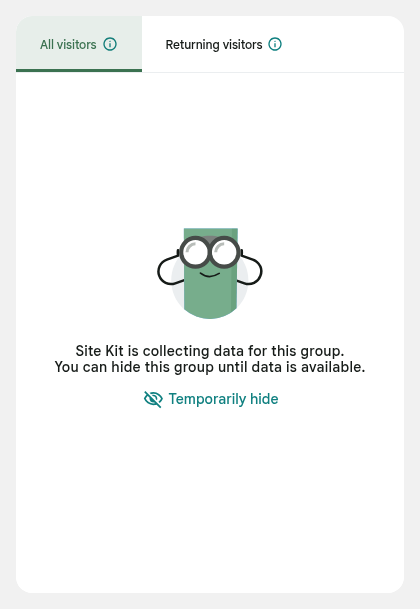 All visitors
Returning visitors
Site Kit is collecting data for this group.
You can hide this group until data is available.
Temporarily hide